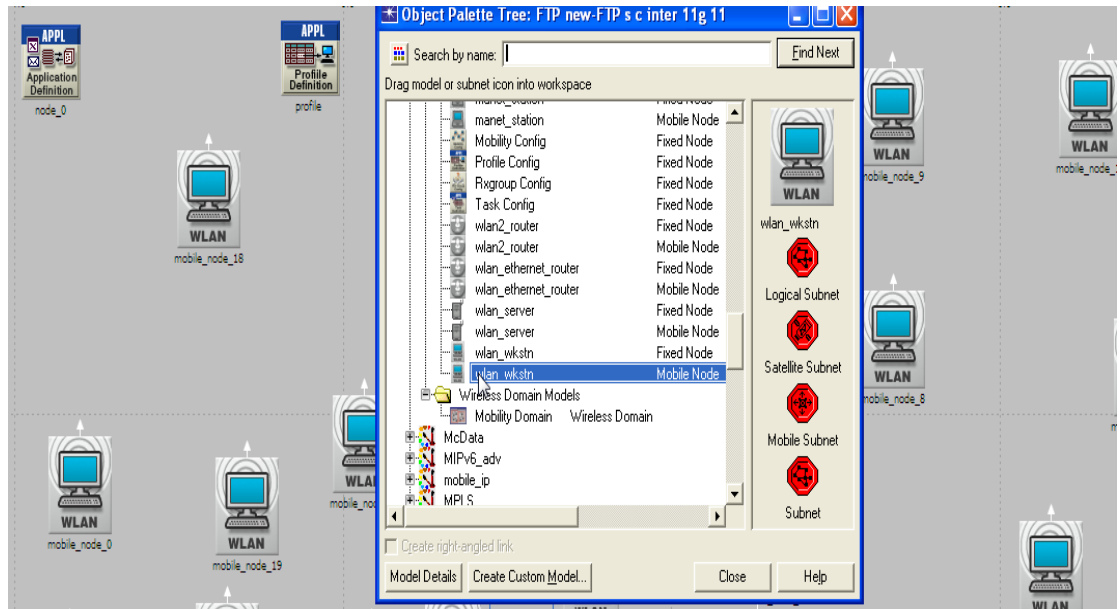 APPL
Application
Definition
node_0
APPL
Profile
Definition
profile
WLAN
mobile_node_18
WLAN
mobile_node_0
WLAN
mobile_node_19
Object Palette Tree: FTP new-FTP s c inter 11g 11
Search by name:
Find Next
Drag model or subnet icon into workspace
manet_station Mobile Node
Mobility Config Fixed Node
Profile Config Fixed Node
Rxgroup Config Fixed Node
Task Config Fixed Node
wlan2_router Fixed Node
wlan2_router Mobile Node
wlan_ethernet_router Fixed Node
wlan_ethernet_router Mobile Node
wlan_server Fixed Node
wlan_server Mobile Node
wlan_wkstn Fixed Node
wlan_wkstn Mobile Node
Wireless Domain Models
Mobility Domain Wireless Domain
McData
MIPv6_adv
mobile_ip
MPLS
WLAN
wlan_wkstn
Logical Subnet
Satellite Subnet
Mobile Subnet
Subnet
Create right-angled link
Model Details
Create Custom Model...
Close
Help
WLAN
mobile_node_9
WLAN
WLAN
mobile_node_8
WLAN